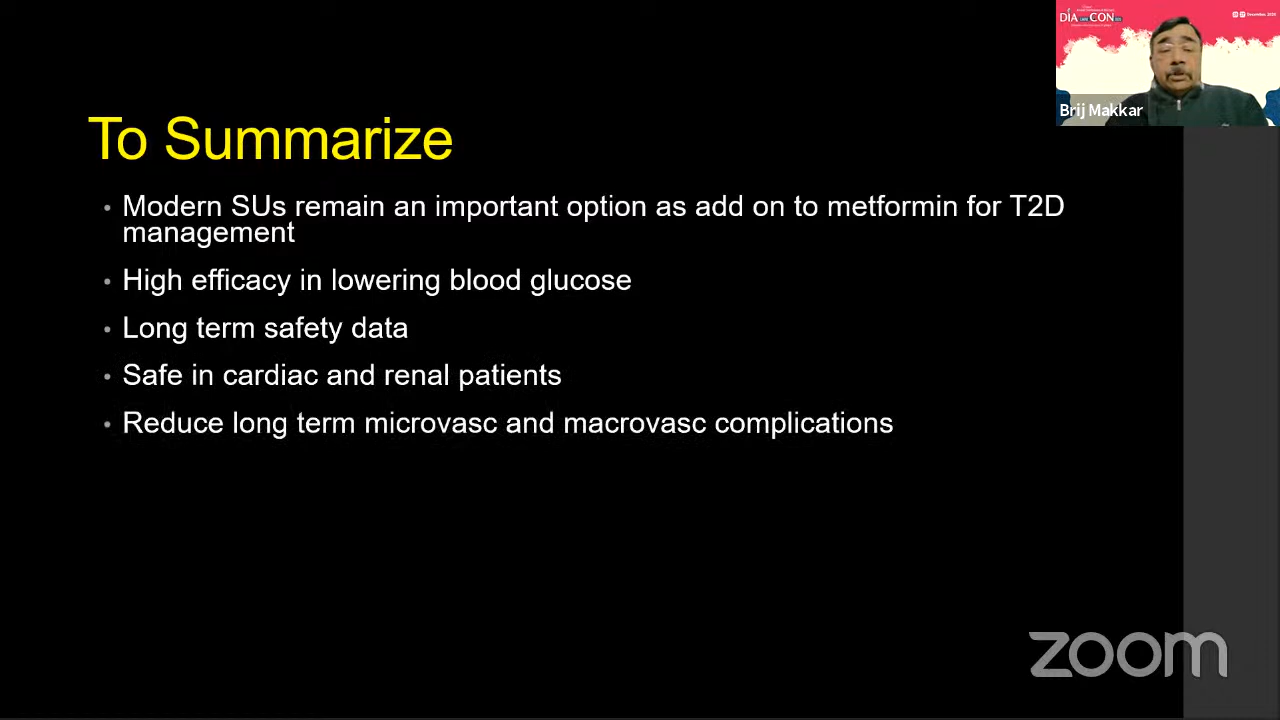 DIA CON
December, 2020
Brij Makkar
To Summarize
• Modern SUs remain an important option as add on to metformin for T2D
management
• High efficacy in lowering blood glucose
• Long term safety data
• Safe in cardiac and renal patients
• Reduce long term microvasc and macrovasc complications
zoom